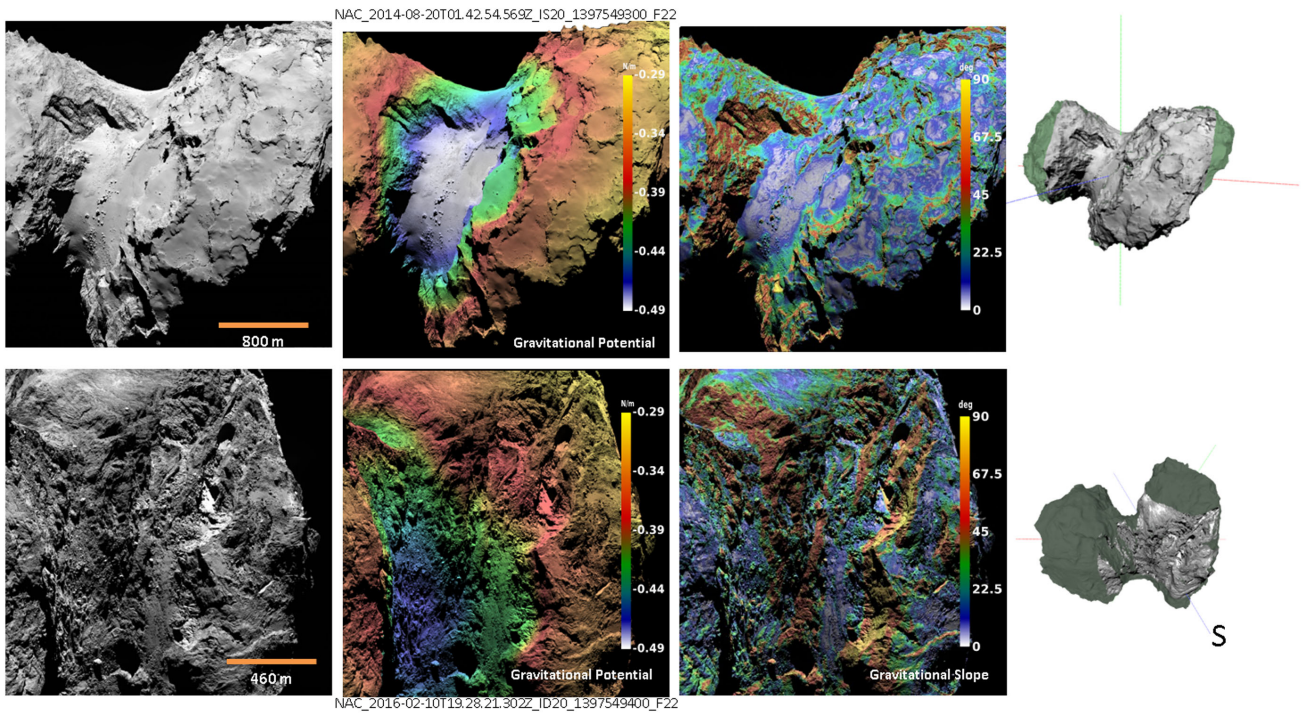 NAC_2014-08-20T01.42.54.569Z_IS20_1397549300_F22
N/m
-0.29
-0.34
-0.39
-0.44
-0.49
Gravitational Potential
800 m
deg
90
67.5
45
22.5
0
N/m
-0.29
-0.34
-0.39
-0.44
-0.49
Gravitational Potential
460 m
deg
90
67.5
45
22.5
0
Gravitational Slope
S
NAC_2016-02-10T19.28.21.302Z_ID20_1397549400_F22